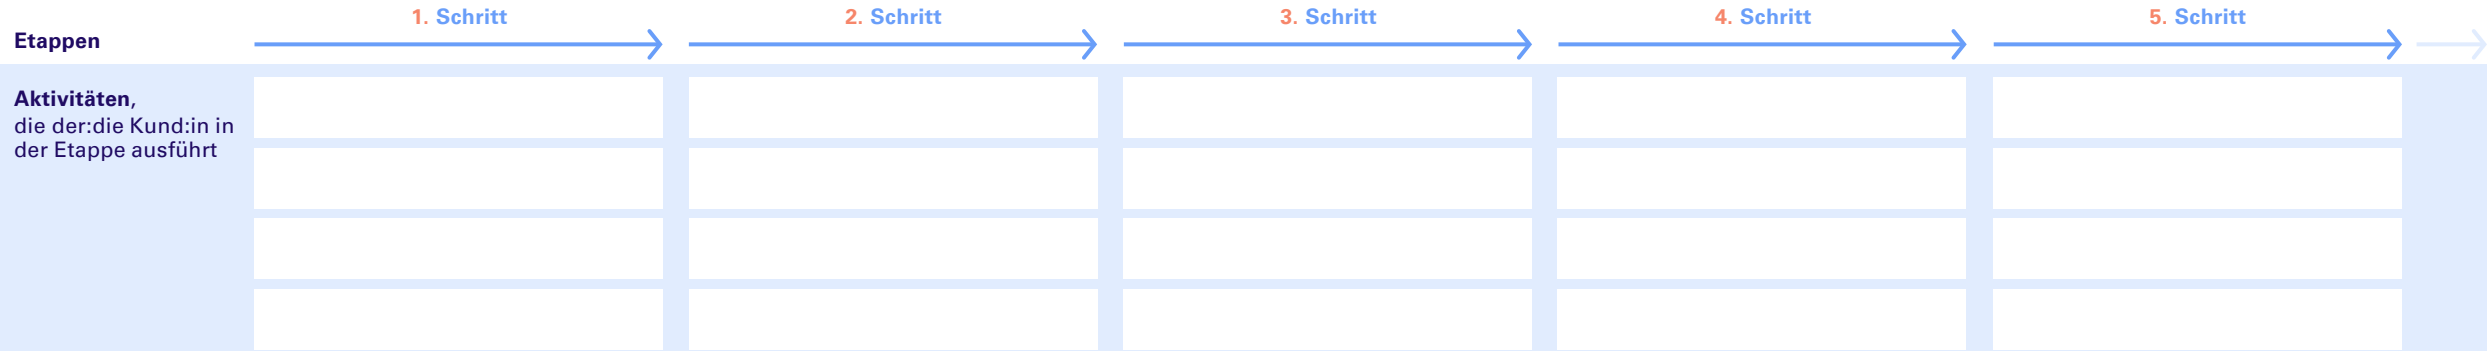 1. Schritt
2. Schritt
3. Schritt
4. Schritt
5. Schritt
Etappen
Aktivitäten,
die der:die Kund:in in
der Etappe ausführt